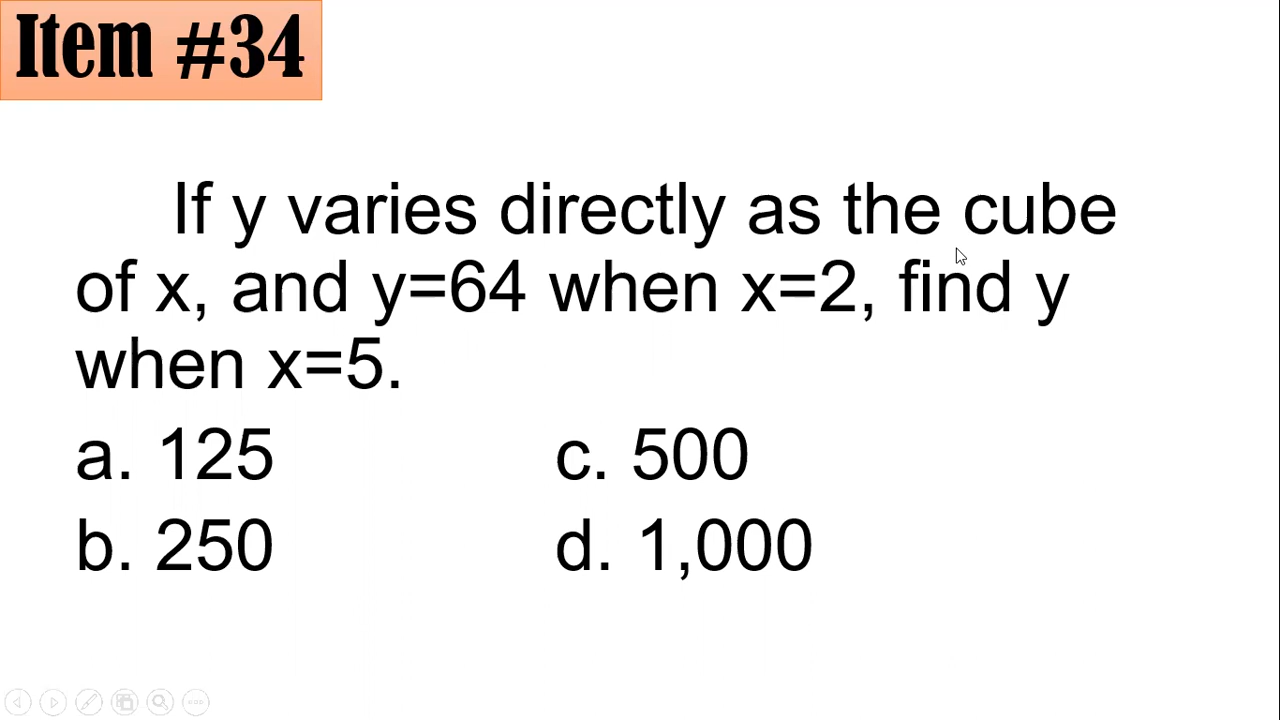 Item #34
If y varies directly as the cube
of x, and y=64 when x=2, find y
when x=5.
a. 125 c. 500
b. 250 d. 1,000